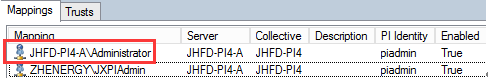 Mappings Trusts
Mapping Server Collective Description PI Identity Enabled
JHFD-PI4-A\Administrator JHFD-PI4-A JHFD-PI4 piadmin True
ZHENERGY\JXPIAdmin JHFD-PI4-A JHFD-PI4 piadmin True